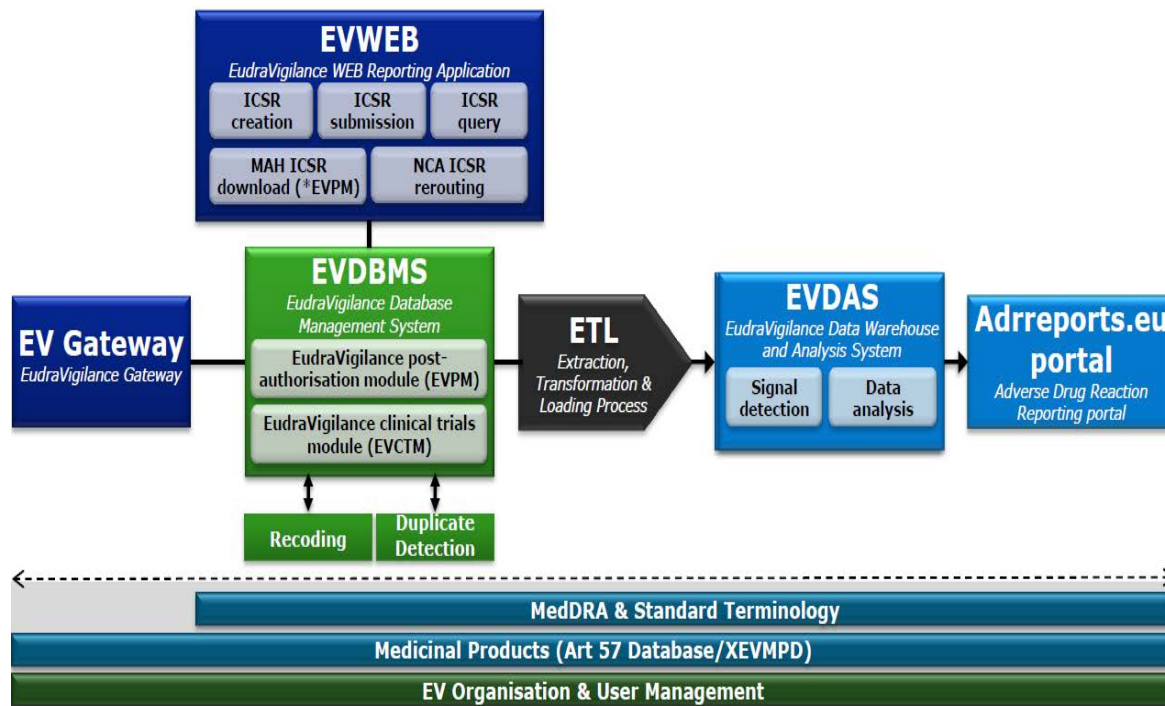 EVWEB
EudraVigilance WEB Reporting Application
ICSR
creation
ICSR
submission
ICSR
query
MAH ICSR
download (*EVPM)
NCA ICSR
rerouting
EV Gateway
EudraVigilance Gateway
EVDBMS
EudraVigilance Database
Management System
EudraVigilance post-
authorisation module (EVPM)
EudraVigilance clinical trials
module (EVCTM)
Recoding
Duplicate
Detection
ETL
Extraction,
Transformation &
Loading Process
EVDAS
EudraVigilance Data Warehouse
and Analysis System
Signal
detection
Data
analysis
Adrreports.eu
portal
Adverse Drug Reaction
Reporting portal
MedDRA & Standard Terminology
Medicinal Products (Art 57 Database/XEVMPD)
EV Organisation & User Management